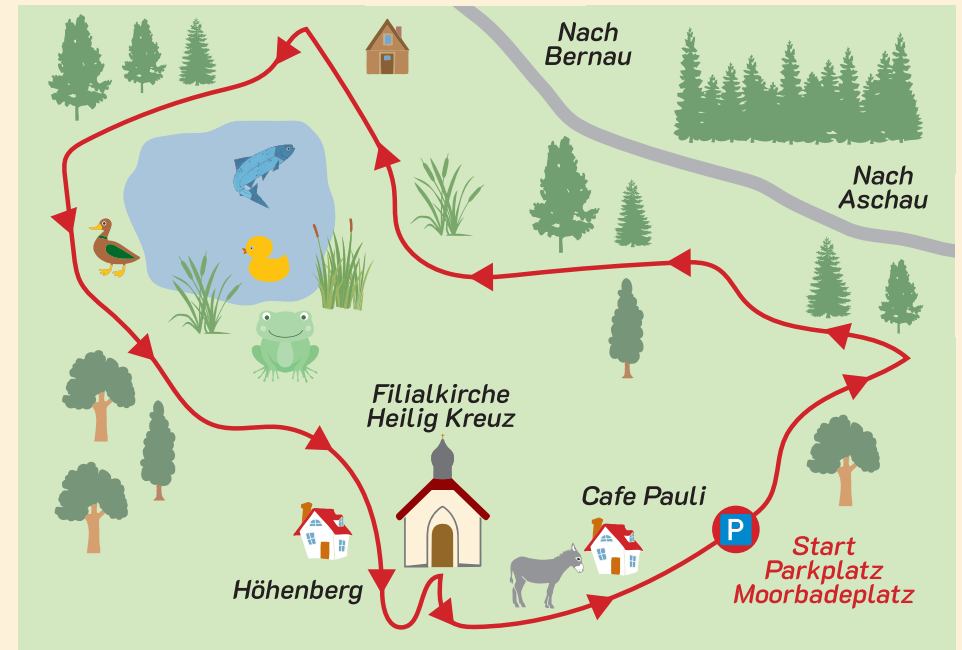 Nach
Bernau
Nach
Aschau
Filialkirche
Heilig Kreuz
Cafe Pauli
P
Start
Parkplatz
Moorbadeplatz
Höhenberg